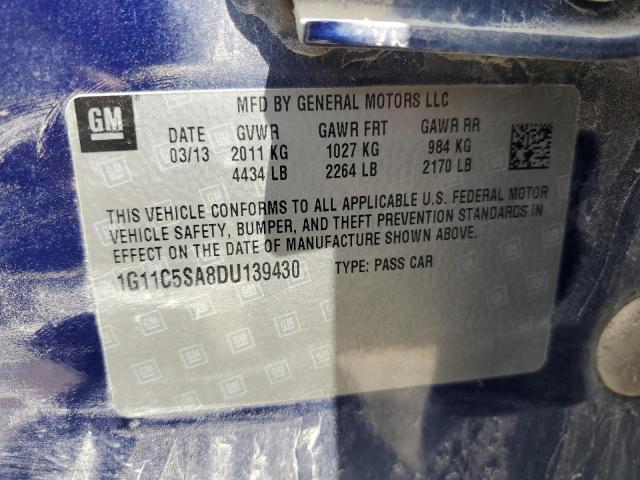 GM
MFD BY GENERAL MOTORS LLC
DATE GVWR GAWR FRT GAWR RR
03/13 2011 KG 1027 KG 984 KG
4434 LB 2264 LB 2170 LB
THIS VEHICLE CONFORMS TO ALL APPLICABLE U.S. FEDERAL MOTOR
VEHICLE SAFETY, BUMPER, AND THEFT PREVENTION STANDARDS IN
EFFECT ON THE DATE OF MANUFACTURE SHOWN ABOVE.
1G11C5SA8DU139430 TYPE: PASS CAR